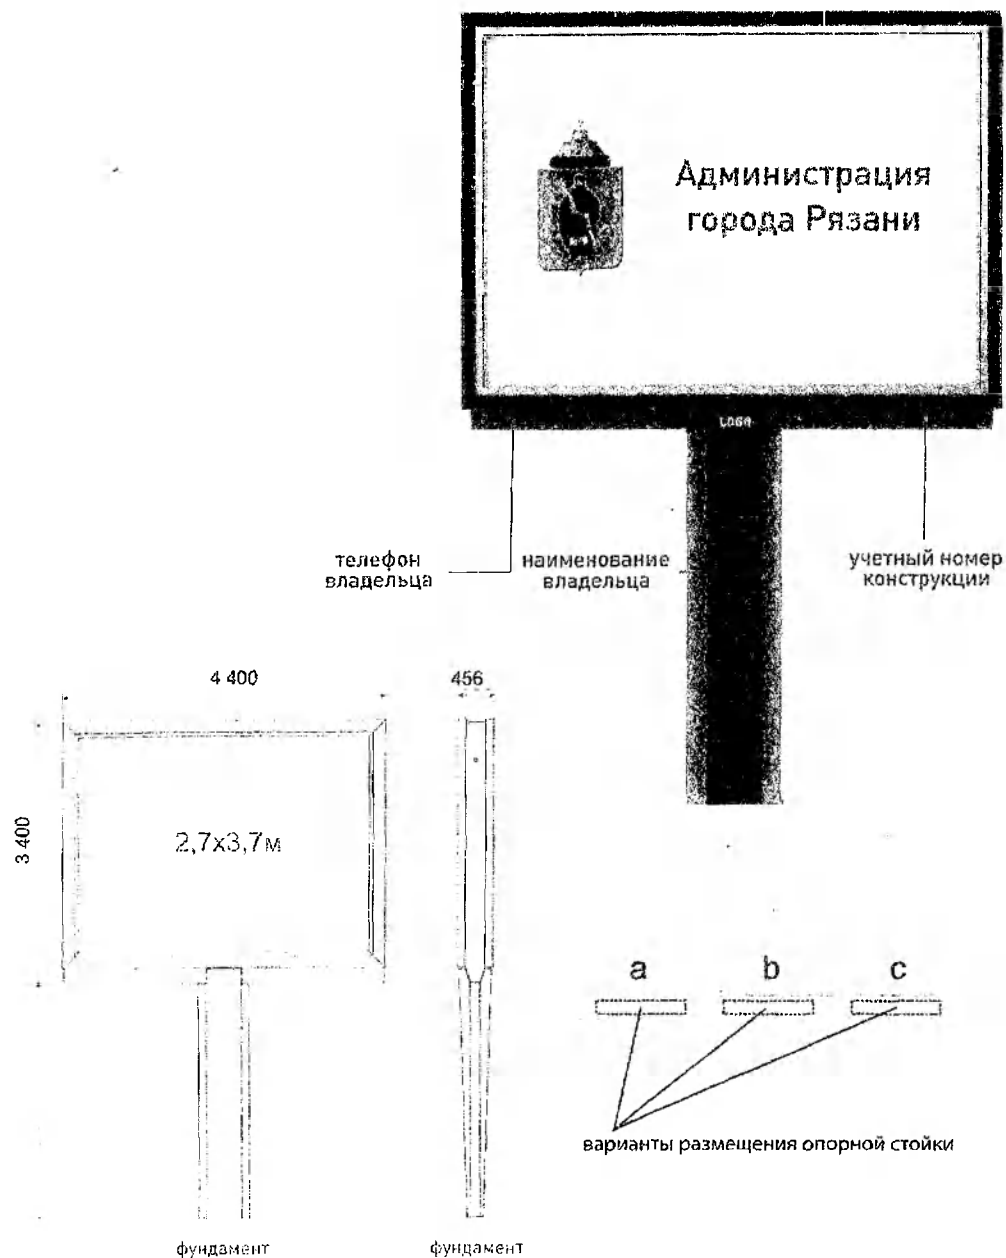 Администрация
города Рязани
LOGO
телефон
владельца
наименование
владельца
учетный номер
конструкции
4 400
456
3 400
2,7х3,7м
a
b
c
варианты размещения опорной стойки
фундамент
фундамент